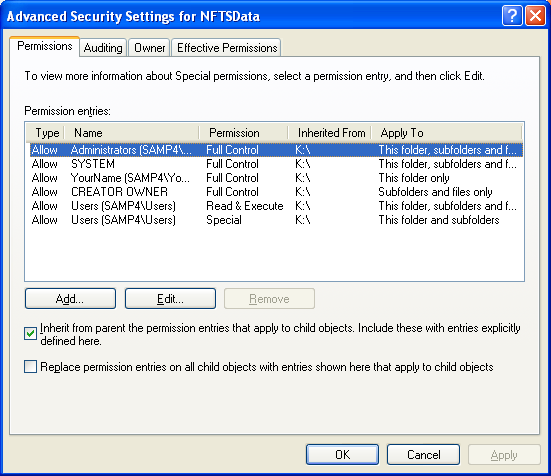 Advanced Security Settings for NFTSData
Permissions Auditing Owner Effective Permissions
To view more information about Special permissions, select a permission entry, and then click Edit.
Permission entries:
Type Name Permission Inherited From Apply To
Allow Administrators (SAMP4\... Full Control K:\ This folder, subfolders and f...
Allow SYSTEM Full Control K:\ This folder, subfolders and f...
Allow YourName (SAMP4\Yo... Full Control K:\ This folder only
Allow CREATOR OWNER Full Control K:\ Subfolders and files only
Allow Users (SAMP4\Users) Read & Execute K:\ This folder, subfolders and f...
Allow Users (SAMP4\Users) Special K:\ This folder and subfolders
Add... Edit... Remove
Inherit from parent the permission entries that apply to child objects. Include these with entries explicitly
defined here.
Replace permission entries on all child objects with entries shown here that apply to child objects
OK Cancel Apply